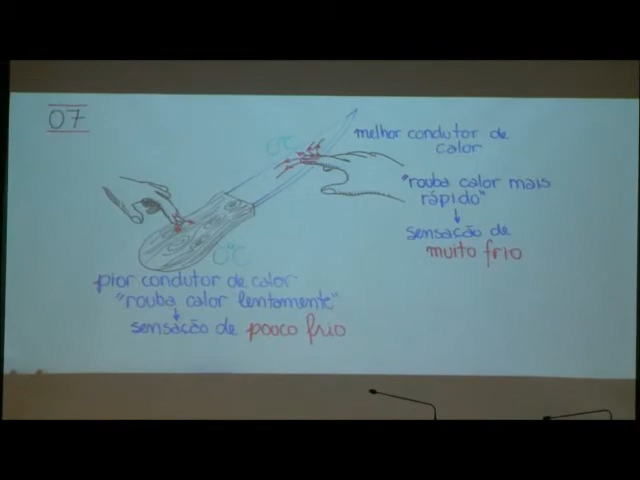 07
0°C
melhor condutor de
calor
"rouba calor mais
rápido"
sensação de
muito frio
0°C
pior condutor de calor
"rouba calor lentamente"
sensação de pouco frio